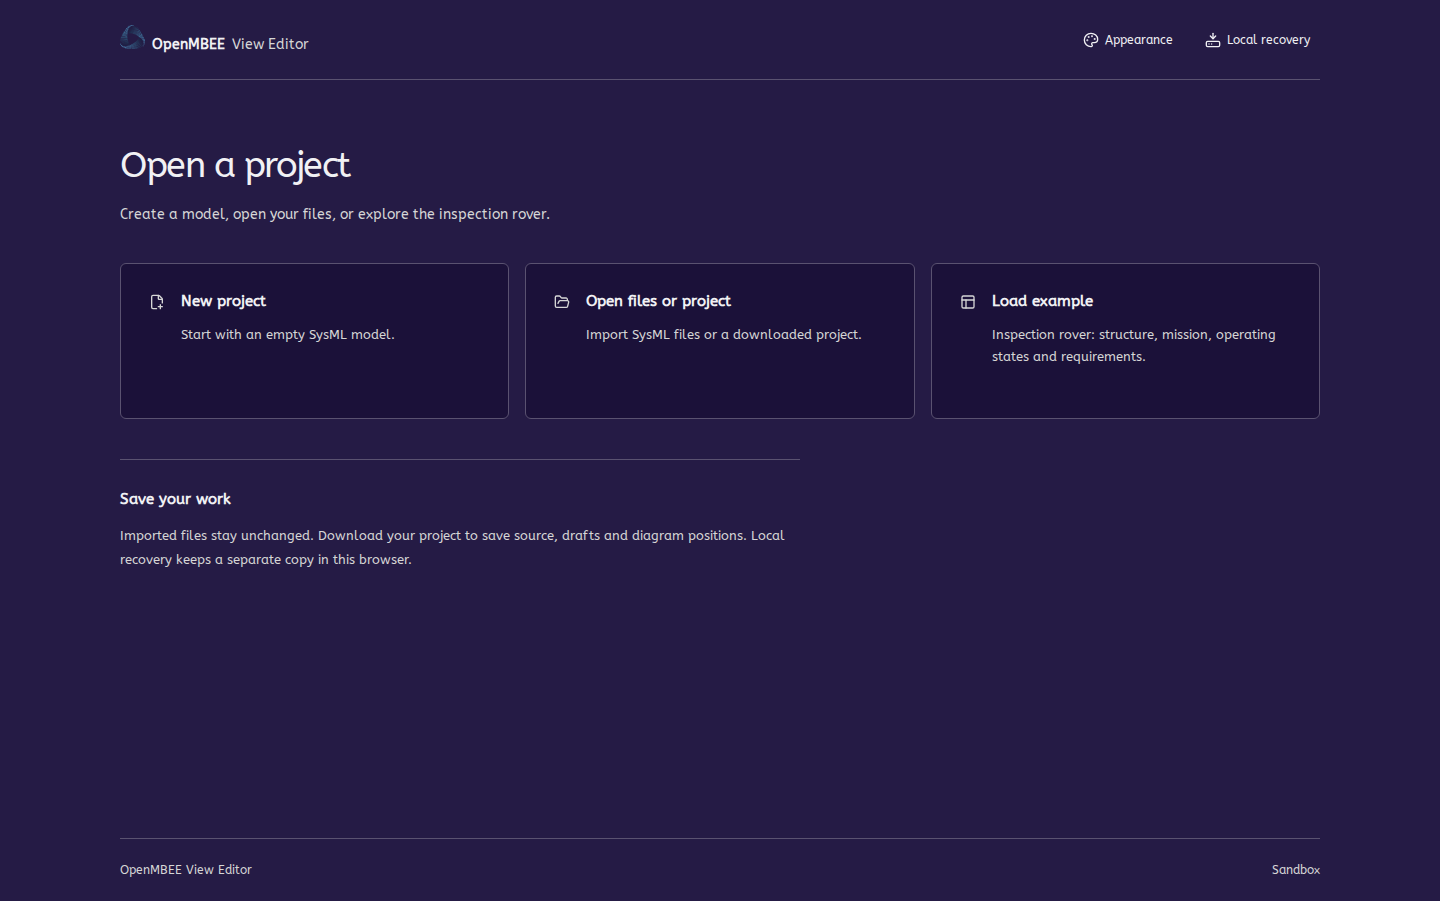 OpenMBEE View Editor
Appearance
Local recovery
Open a project
Create a model, open your files, or explore the inspection rover.
New project
Start with an empty SysML model.
Open files or project
Import SysML files or a downloaded project.
Load example
Inspection rover: structure, mission, operating
states and requirements.
Save your work
Imported files stay unchanged. Download your project to save source, drafts and diagram positions. Local
recovery keeps a separate copy in this browser.
OpenMBEE View Editor
Sandbox